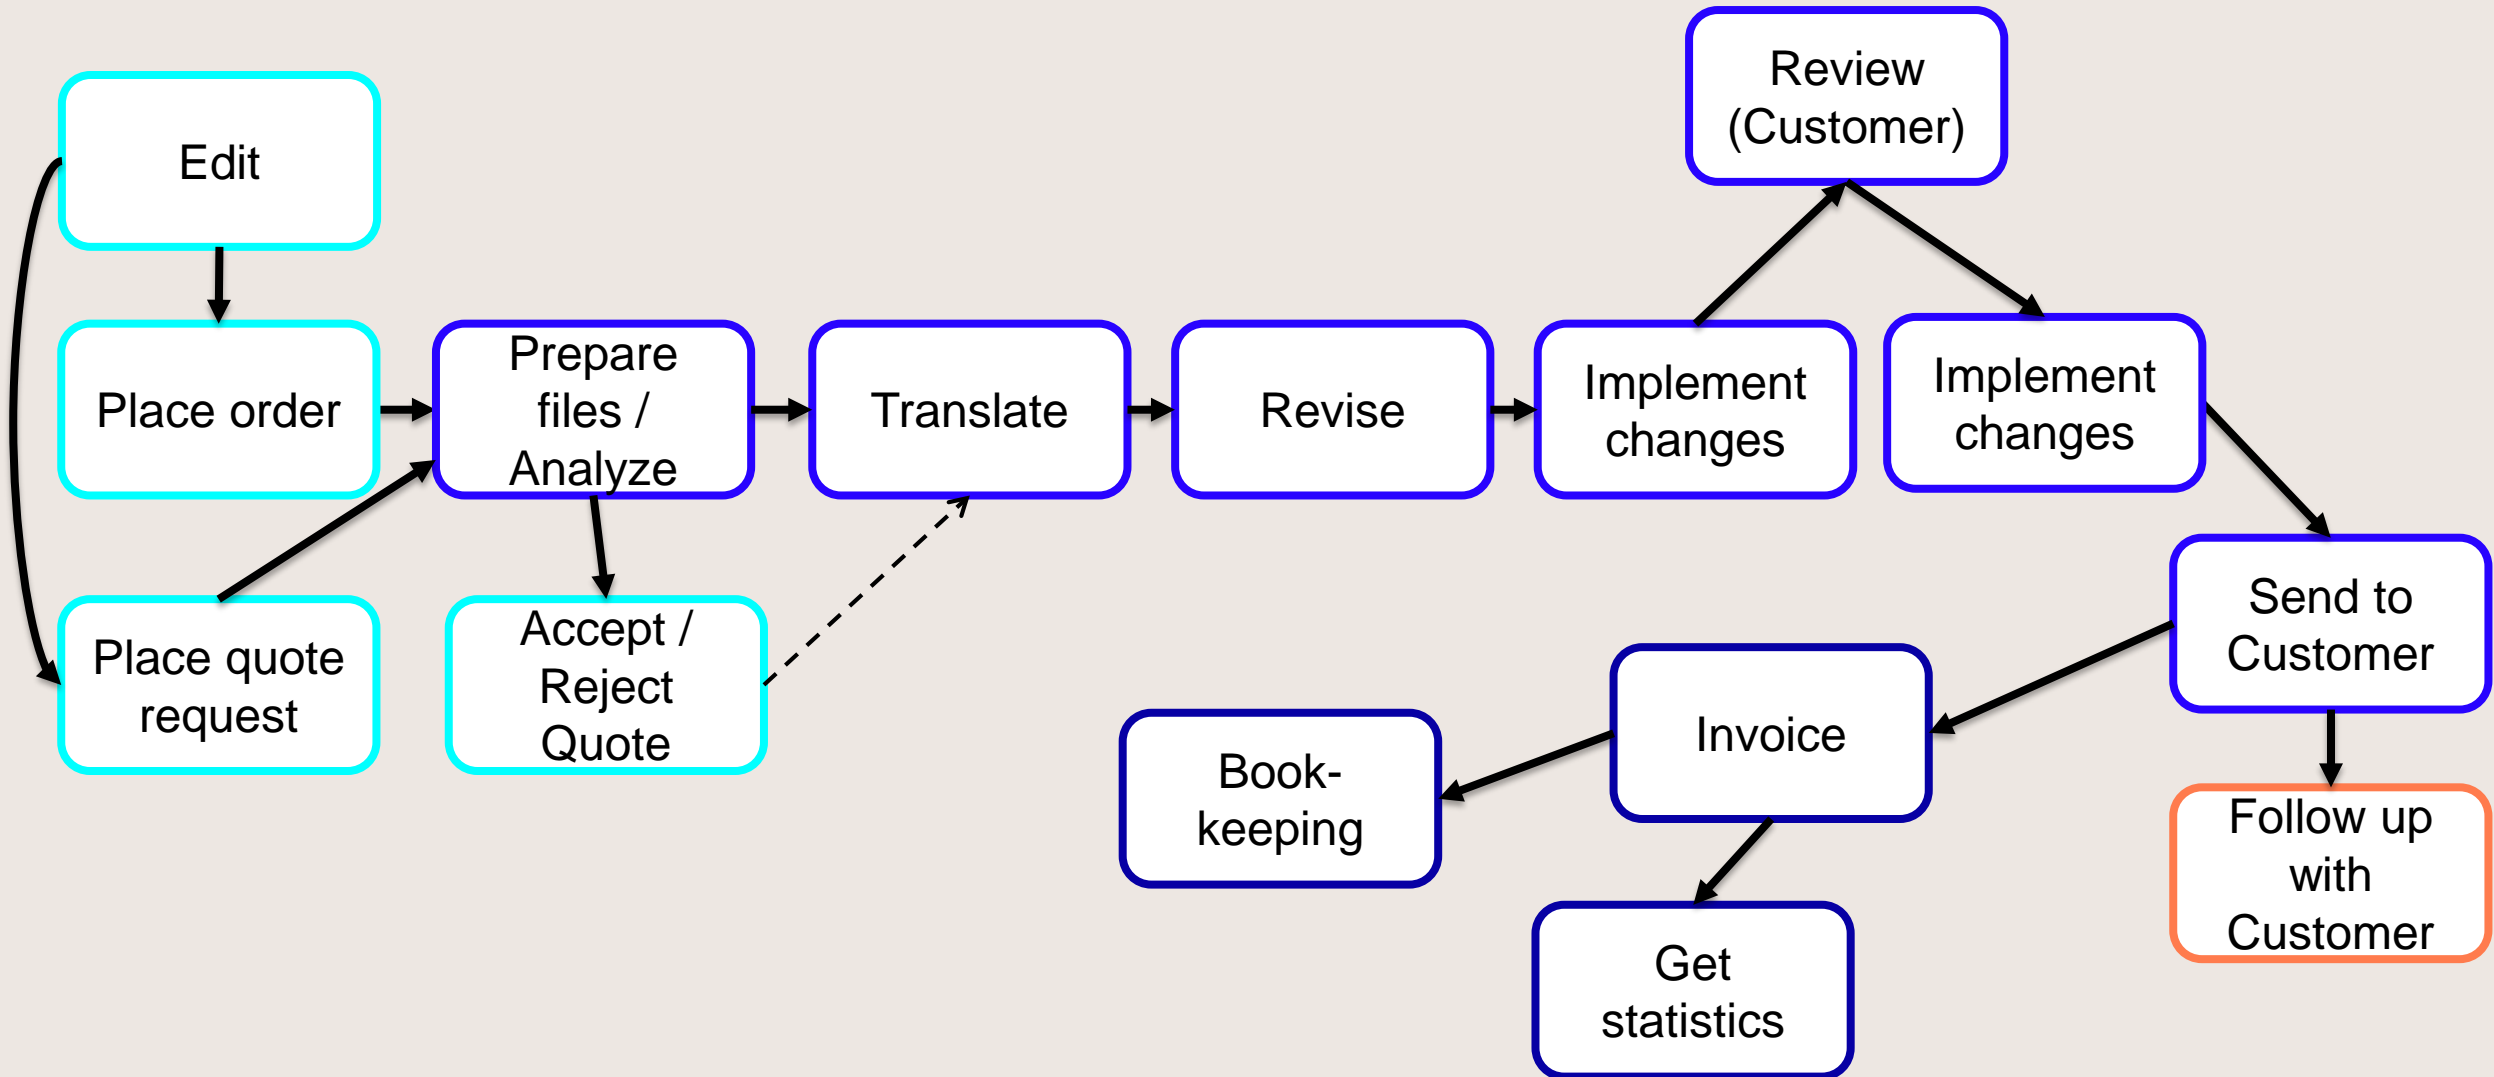 Review
(Customer)
Edit
Place order
Prepare
files /
Analyze
Translate
Revise
Implement
changes
Implement
changes
Place quote
request
Accept /
Reject
Quote
Send to
Customer
Invoice
Book-
keeping
Follow up
with
Customer
Get
statistics